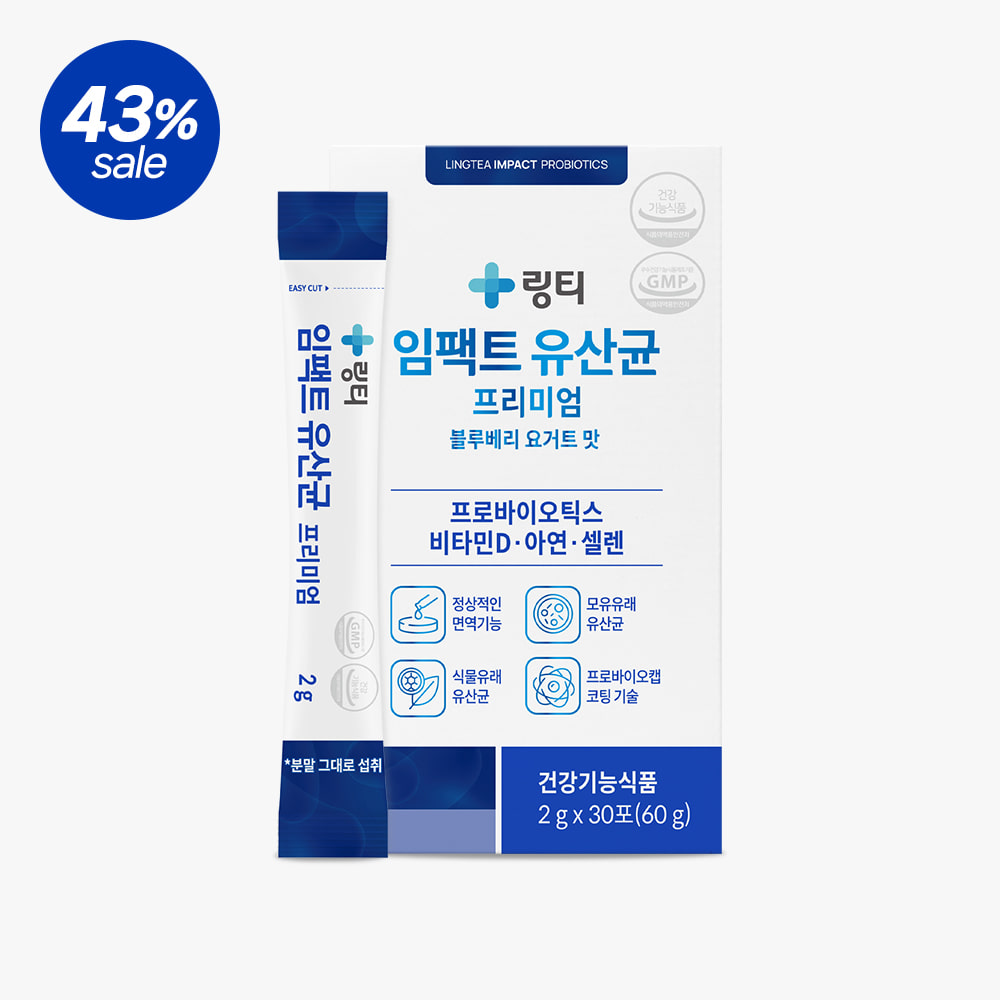 43%
sale
LINGTEA IMPACT PROBIOTICS
건강
기능식품
GMP
링티
임팩트 유산균
프리미엄
블루베리 요거트 맛
프로바이오틱스
비타민D·아연·셀렌
정상적인
면역기능
모유유래
유산균
식물유래
유산균
프로바이오캡
코팅 기술
건강기능식품
2 g x 30포(60 g)
EASY CUT
링티
임팩트 유산균 프리미엄
GMP
2 g
*분말 그대로 섭취